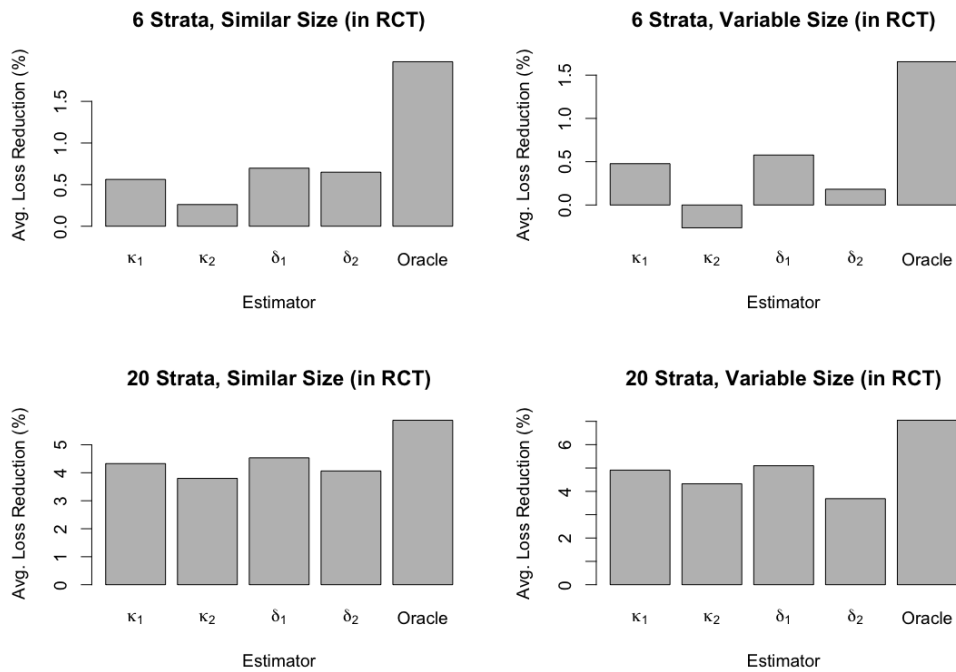 6 Strata, Similar Size (in RCT)
Avg. Loss Reduction (%)
1.5
1.0
0.5
0.0
κ1 κ2 δ1 δ2 Oracle
Estimator
6 Strata, Variable Size (in RCT)
Avg. Loss Reduction (%)
1.5
1.0
0.5
0.0
κ1 κ2 δ1 δ2 Oracle
Estimator
20 Strata, Similar Size (in RCT)
Avg. Loss Reduction (%)
5
4
3
2
1
0
κ1 κ2 δ1 δ2 Oracle
Estimator
20 Strata, Variable Size (in RCT)
Avg. Loss Reduction (%)
6
4
2
0
κ1 κ2 δ1 δ2 Oracle
Estimator